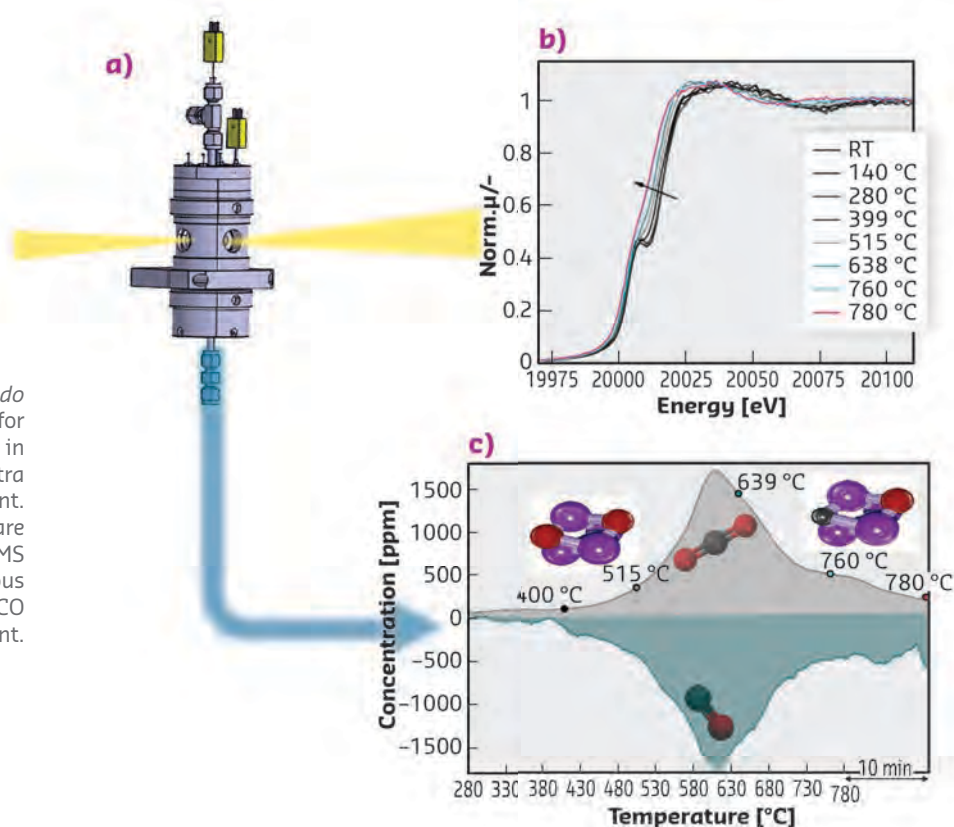 a)
b)
Norm.μ/-
1
0.8
0.6
0.4
0.2
0
19975 20000 20025 20050 20075 20100
Energy [eV]
RT
140 °C
280 °C
399 °C
515 °C
638 °C
760 °C
780 °C
do
for
in
tra
nt.
are
MS
ous
CO
nt.
c)
Concentration [ppm]
1500
1000
500
0
−500
−1000
−1500
400 °C
515 °C
639 °C
760 °C
780 °C
10 min
280 330 380 430 480 530 580 630 680 730 780
Temperature [°C]